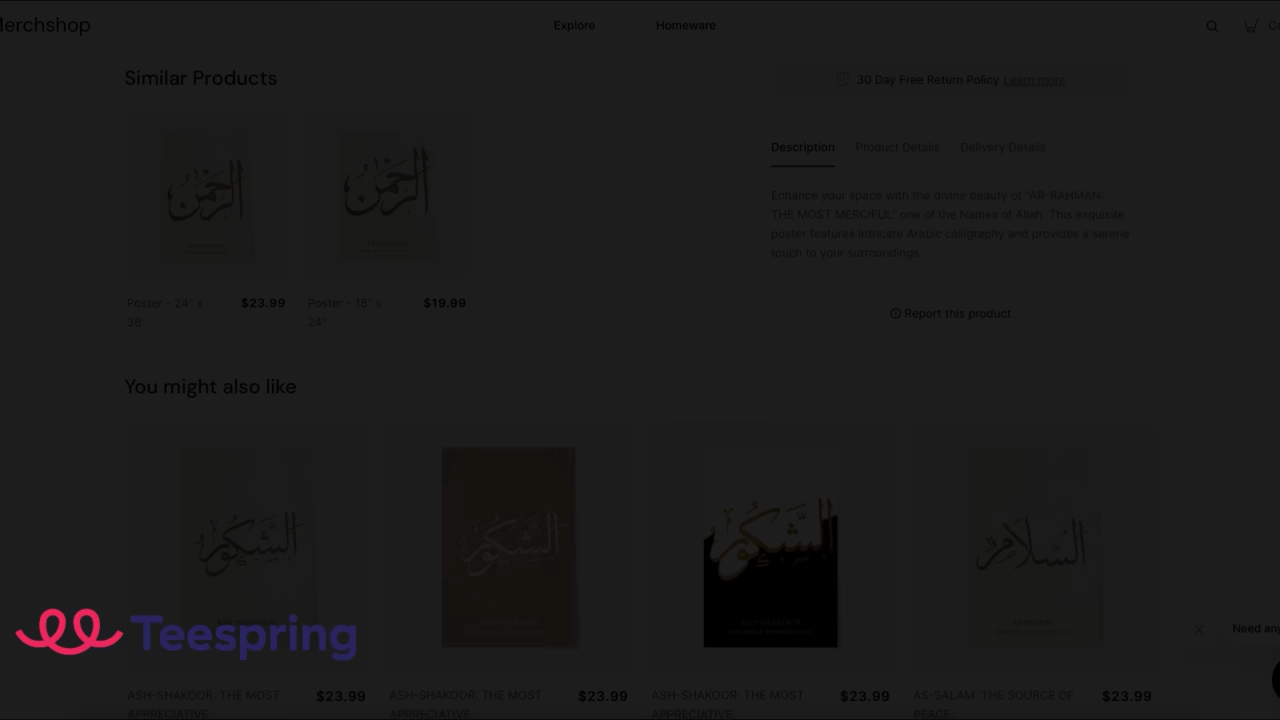 Merchshop
Explore
Homeware
Similar Products
30 Day Free Return Policy Learn more
الرحمن
الرحمن
Description
Product Details
Delivery Details
Enhance your space with the divine beauty of "AR-RAHMAN:
THE MOST MERCIFUL" one of the Names of Allah. This exquisite
poster features intricate Arabic calligraphy and provides a serene
touch to your surroundings.
Poster - 24" x
36"
$23.99
Poster - 18" x
24"
$19.99
Report this product
You might also like
الشكور
الشكور
الشكور
السلام
Teespring
Need any
ASH-SHAKOOR: THE MOST
APPRECIATIVE
$23.99
ASH-SHAKOOR: THE MOST
APPRECIATIVE
$23.99
ASH-SHAKOOR: THE MOST
APPRECIATIVE
$23.99
AS-SALAM: THE SOURCE OF
PEACE
$23.99